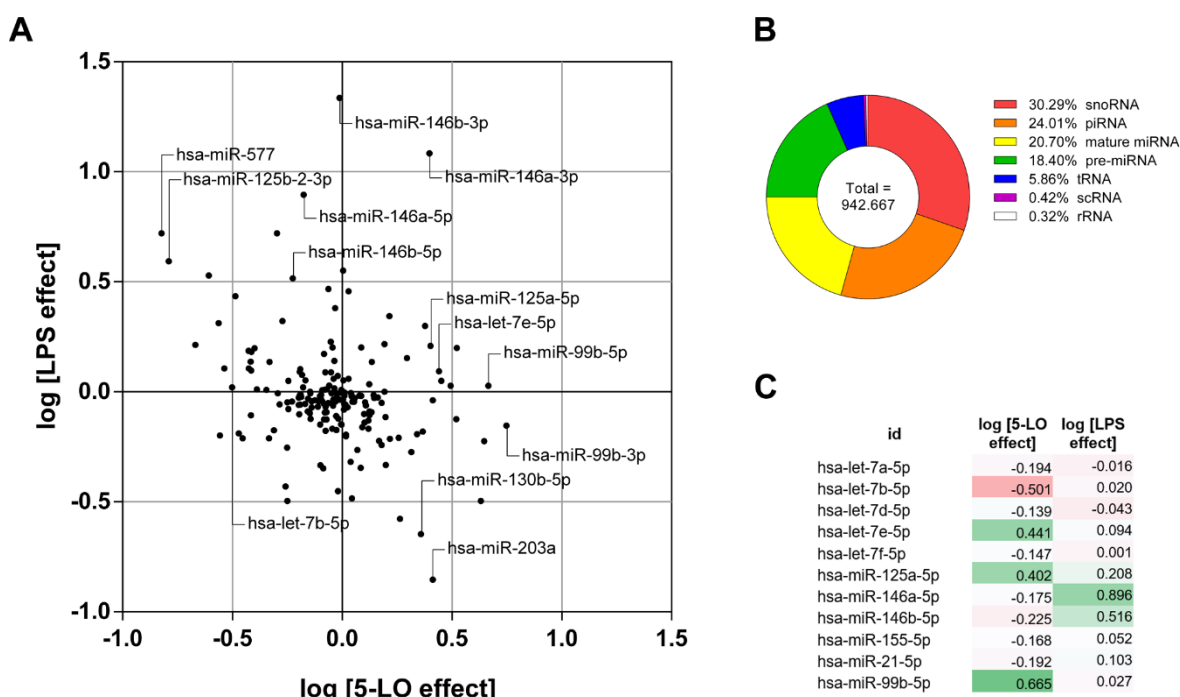 A
1.5
1.0
0.5
0.0
-0.5
-1.0
log [LPS effect]
-1.0 -0.5 0.0 0.5 1.0 1.5
log [5-LO effect]
hsa-miR-146b-3p
hsa-miR-577
hsa-miR-146a-3p
hsa-miR-125b-2-3p
hsa-miR-146a-5p
hsa-miR-146b-5p
hsa-miR-125a-5p
hsa-let-7e-5p
hsa-miR-99b-5p
hsa-miR-99b-3p
hsa-miR-130b-5p
hsa-let-7b-5p
hsa-miR-203a
B
Total =
942.667
30.29% snoRNA
24.01% piRNA
20.70% mature miRNA
18.40% pre-miRNA
5.86% tRNA
0.42% scRNA
0.32% rRNA
C
id log [5-LO effect] log [LPS effect]
hsa-let-7a-5p -0.194 -0.016
hsa-let-7b-5p -0.501 0.020
hsa-let-7d-5p -0.139 -0.043
hsa-let-7e-5p 0.441 0.094
hsa-let-7f-5p -0.147 0.001
hsa-miR-125a-5p 0.402 0.208
hsa-miR-146a-5p -0.175 0.896
hsa-miR-146b-5p -0.225 0.516
hsa-miR-155-5p -0.168 0.052
hsa-miR-21-5p -0.192 0.103
hsa-miR-99b-5p 0.665 0.027